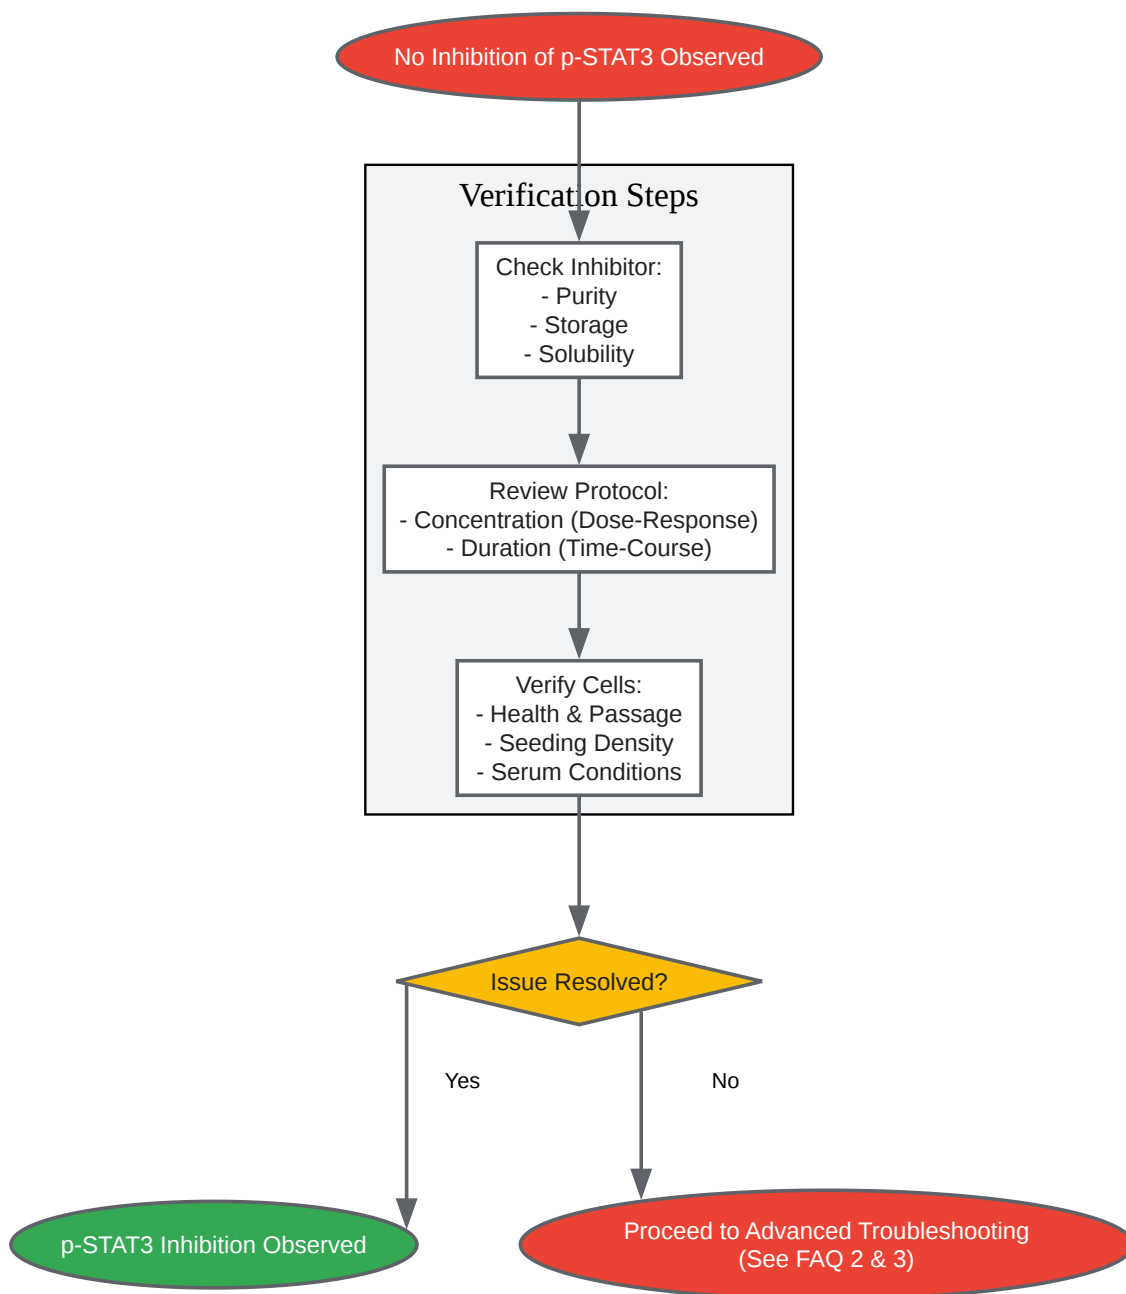 No Inhibition of p-STAT3 Observed
Verification Steps
Check Inhibitor:
- Purity
- Storage
- Solubility
Review Protocol:
- Concentration (Dose-Response)
- Duration (Time-Course)
Verify Cells:
- Health & Passage
- Seeding Density
- Serum Conditions
Issue Resolved?
Yes
No
p-STAT3 Inhibition Observed
Proceed to Advanced Troubleshooting
(See FAQ 2 & 3)